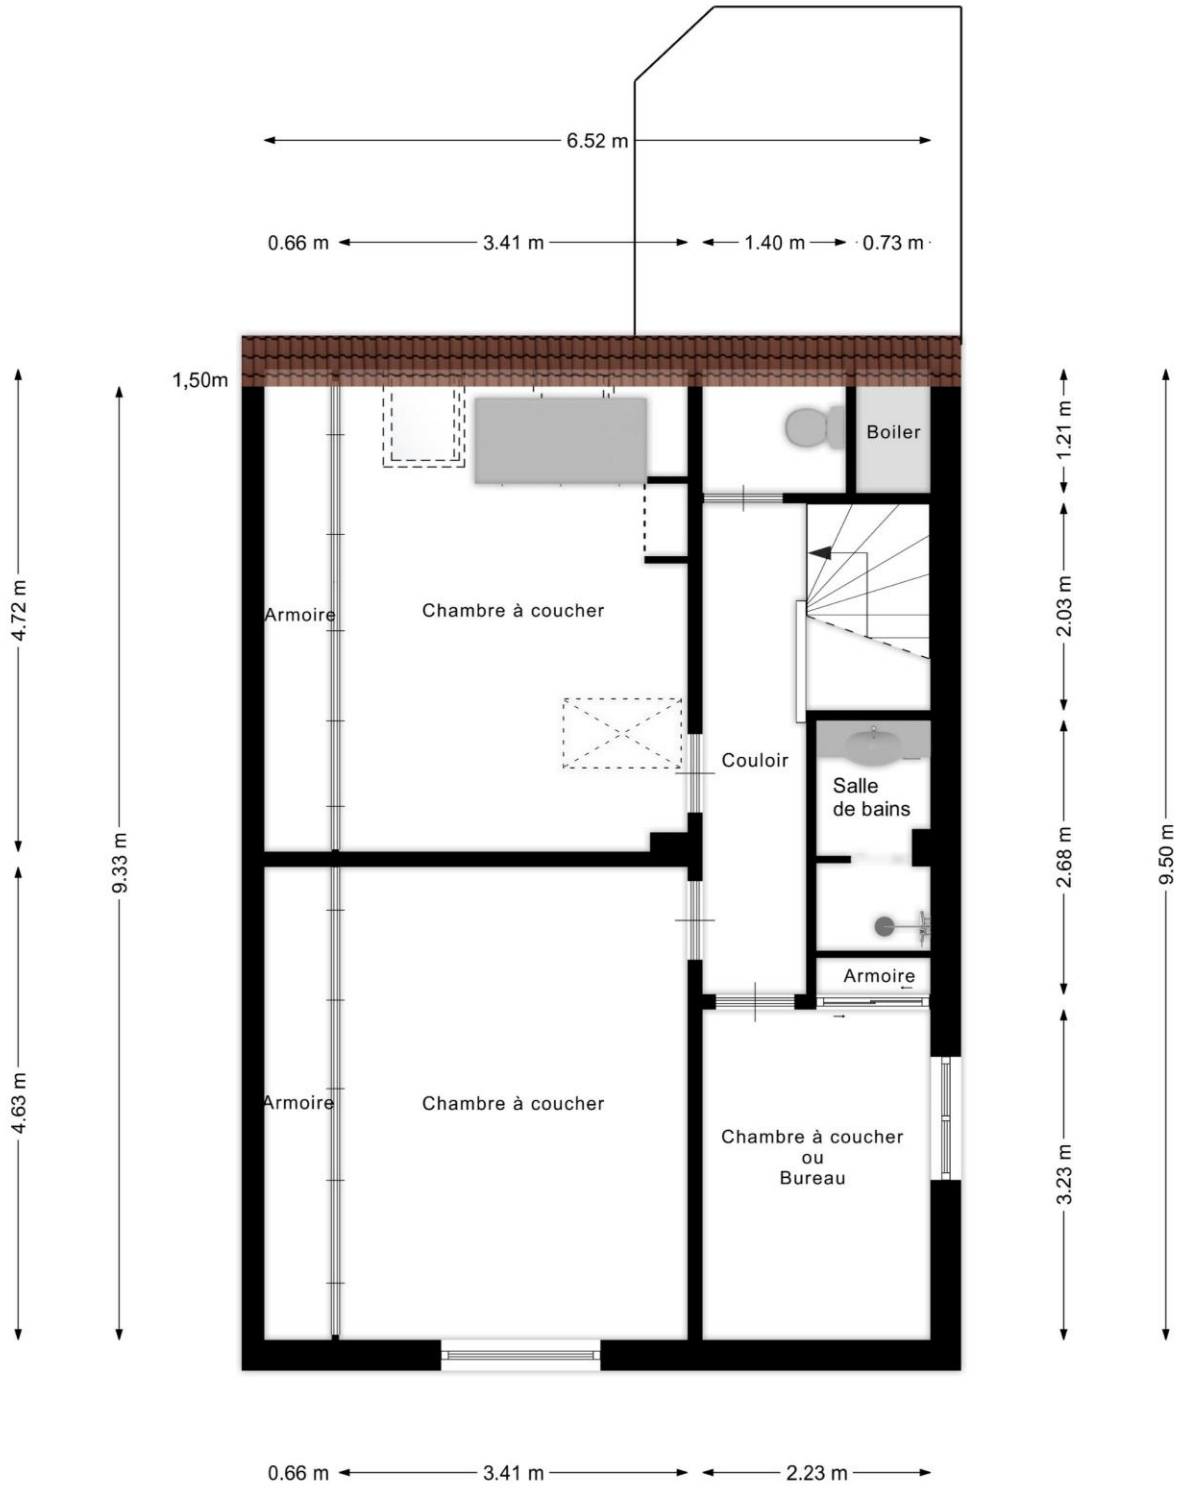 6.52 m
0.66 m
3.41 m
1.40 m
0.73 m
1,50m
Boiler
1.21 m
2.03 m
4.72 m
Armoire
Chambre à coucher
Couloir
Salle
de bains
9.33 m
2.68 m
9.50 m
Armoire
4.63 m
Armoire
Chambre à coucher
Chambre à coucher
ou
Bureau
3.23 m
0.66 m
3.41 m
2.23 m